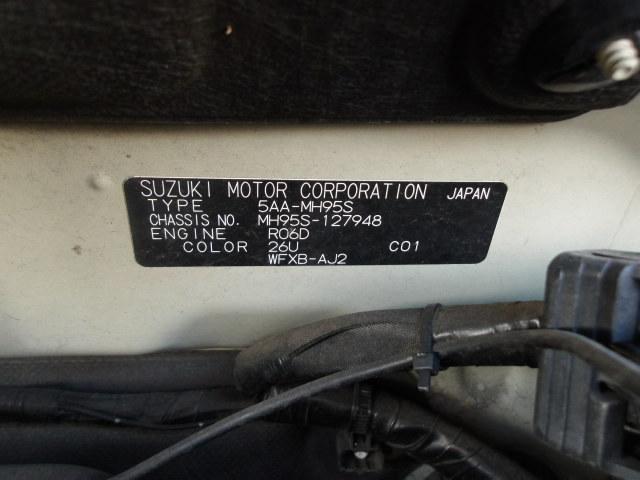 SUZUKI MOTOR CORPORATION JAPAN
TYPE 5AA-MH95S
CHASSIS NO. MH95S-127948
ENGINE R06D
COLOR 26U C01
WFXB-AJ2